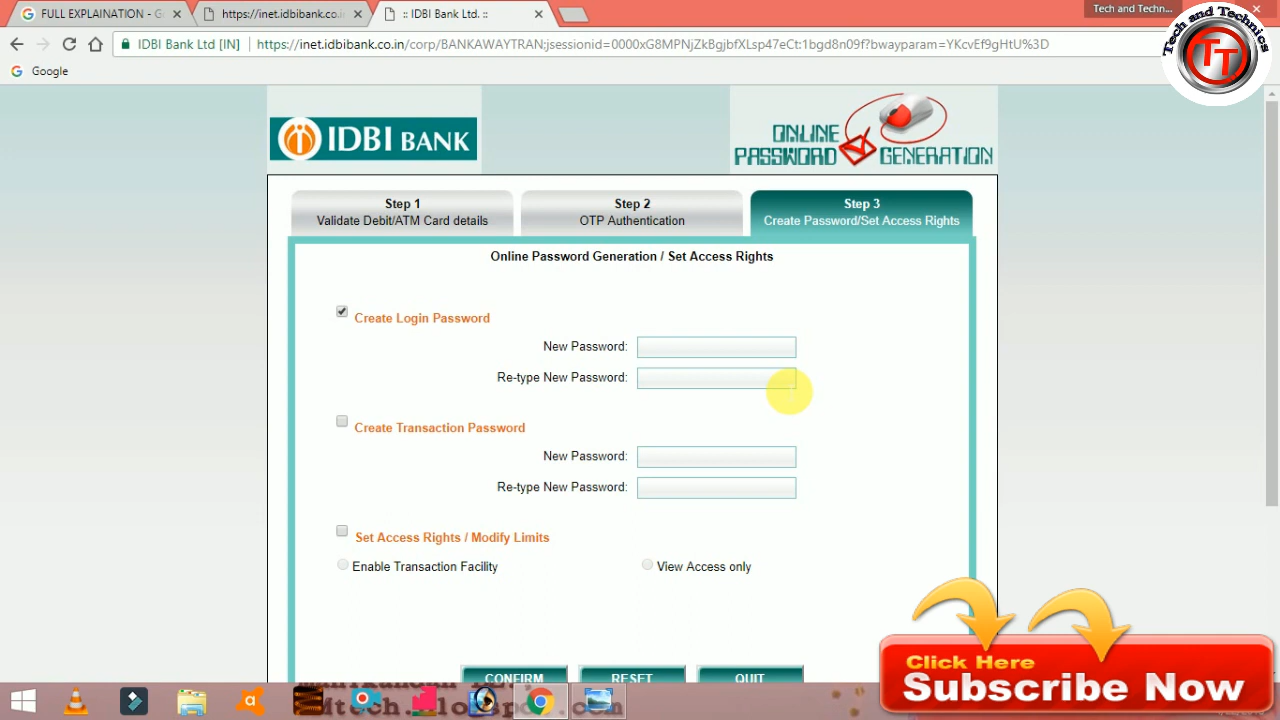 FULL EXPLAINATION - G
https://inet.idbibank.co.i
:: IDBI Bank Ltd. ::
Tech and Techn...
IDBI Bank Ltd [IN]
https://inet.idbibank.co.in/corp/BANKAWAYTRAN;jsessionid=0000xG8MPNjZkBgjbfXLsp47eCt:1bgd8n09f?bwayparam=YKcvEf9gHtU%3D
Google
Tech and Technics
TT
IDBI BANK
ONLINE
PASSWORD GENERATION
Step 1
Validate Debit/ATM Card details
Step 2
OTP Authentication
Step 3
Create Password/Set Access Rights
Online Password Generation / Set Access Rights
Create Login Password
New Password:
Re-type New Password:
Create Transaction Password
New Password:
Re-type New Password:
Set Access Rights / Modify Limits
Enable Transaction Facility
View Access only
CONFIRM
RESET
QUIT
Click Here
Subscribe Now